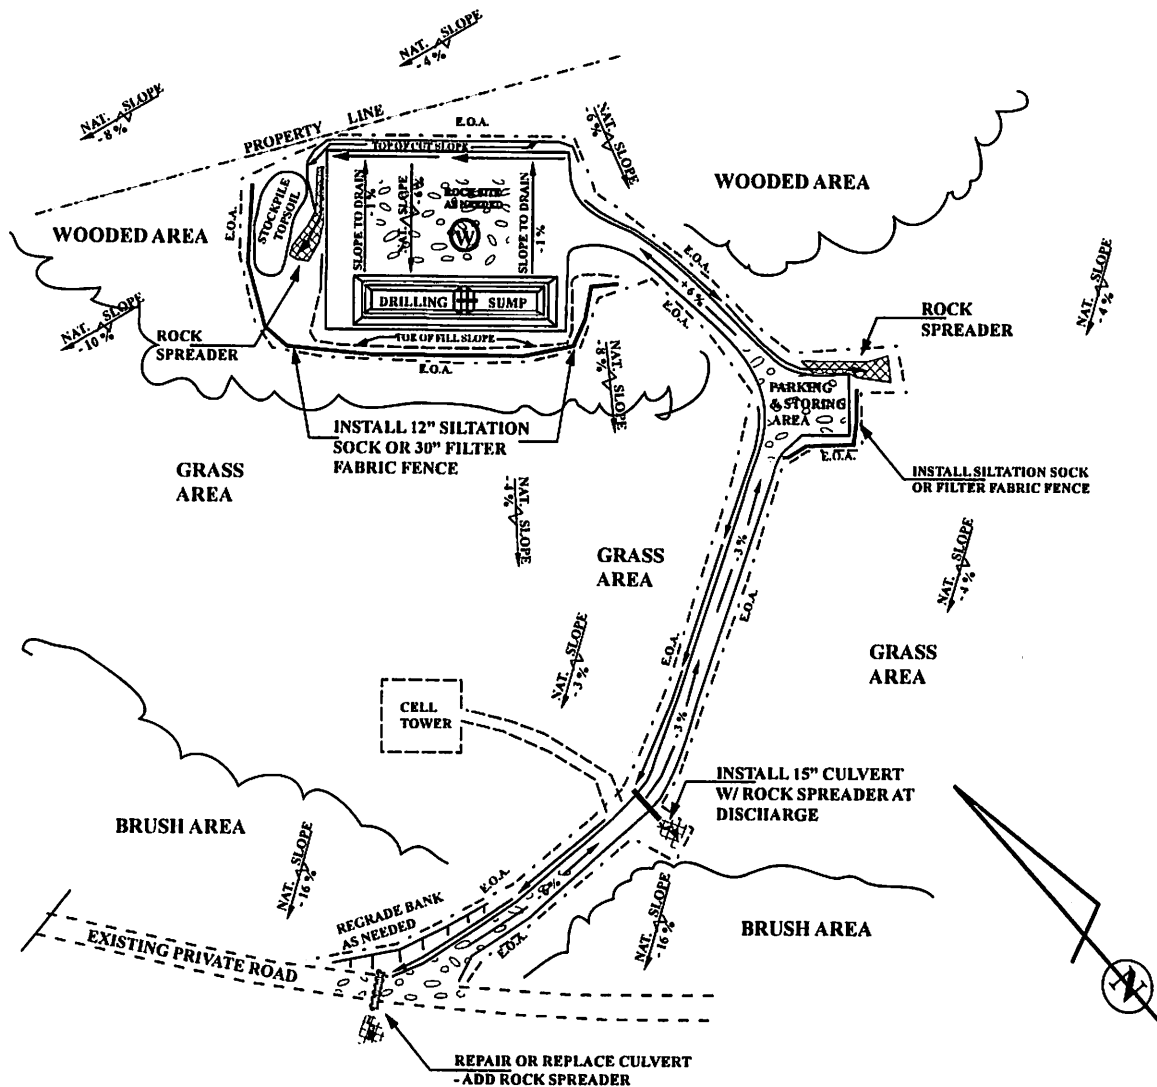 NAT. SLOPE
-4%
NAT. SLOPE
-8%
PROPERTY LINE
E.O.A.
NAT. SLOPE
-6%
TOP OF CUT SLOPE
WOODED AREA
WOODED AREA
E.O.A.
STOCKPILE
TOPSOIL
SLOPE TO DRAIN
-1%
NAT. SLOPE
-6%
ROCK SITE
AS NEEDED
W
SLOPE TO DRAIN
-1%
E.O.A.
+6%
E.O.A.
NAT. SLOPE
-4%
DRILLING SUMP
NAT. SLOPE
-10%
ROCK
SPREADER
TOE OF FILL SLOPE
E.O.A.
ROCK
SPREADER
NAT. SLOPE
-8%
PARKING
& STORING
AREA
E.O.A.
INSTALL 12" SILTATION
SOCK OR 30" FILTER
FABRIC FENCE
INSTALL SILTATION SOCK
OR FILTER FABRIC FENCE
GRASS
AREA
NAT. SLOPE
-4%
GRASS
AREA
-3%
NAT. SLOPE
-4%
E.O.A.
E.O.A.
GRASS
AREA
NAT. SLOPE
-3%
CELL
TOWER
-3%
INSTALL 15" CULVERT
W/ ROCK SPREADER AT
DISCHARGE
BRUSH AREA
NAT. SLOPE
-16%
E.O.A.
REGRADE BANK
AS NEEDED
E.O.A.
NAT. SLOPE
-16%
BRUSH AREA
EXISTING PRIVATE ROAD
N
REPAIR OR REPLACE CULVERT
- ADD ROCK SPREADER